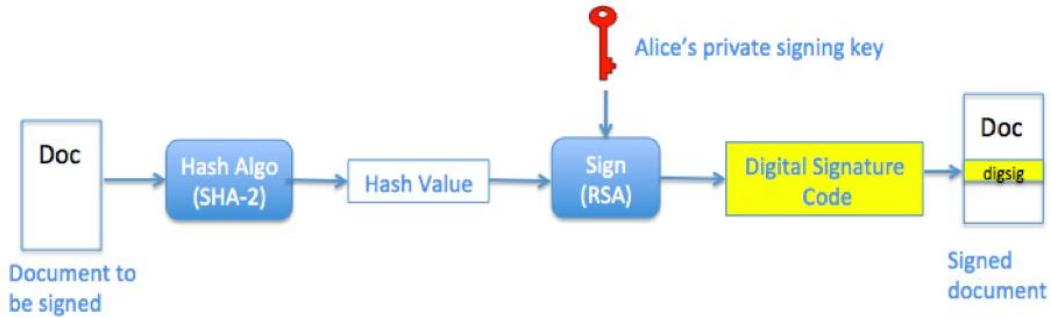 Alice's private signing key
Doc
Hash Algo
(SHA-2)
Hash Value
Sign
(RSA)
Digital Signature
Code
Doc
digsig
Document to
be signed
Signed
document